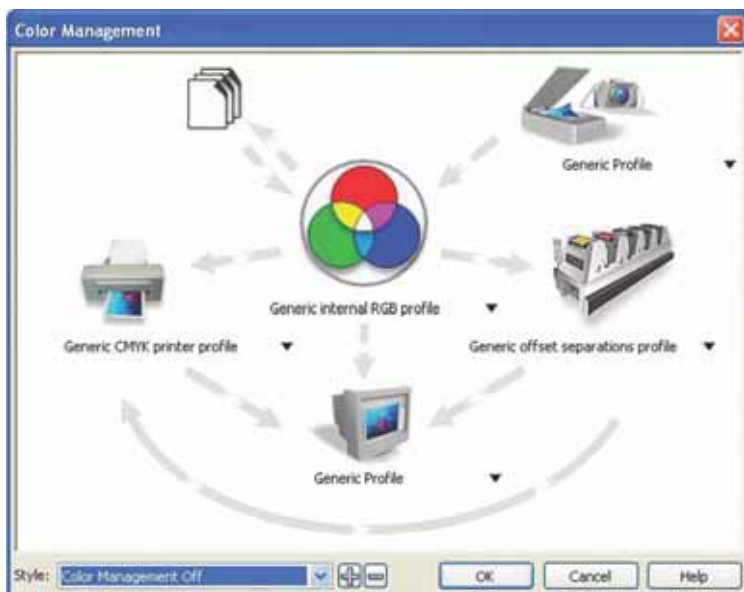 Color Management
Generic Profile
Generic internal RGB profile
Generic CMYK printer profile
Generic offset separations profile
Generic Profile
Style: Color Management Off
OK
Cancel
Help